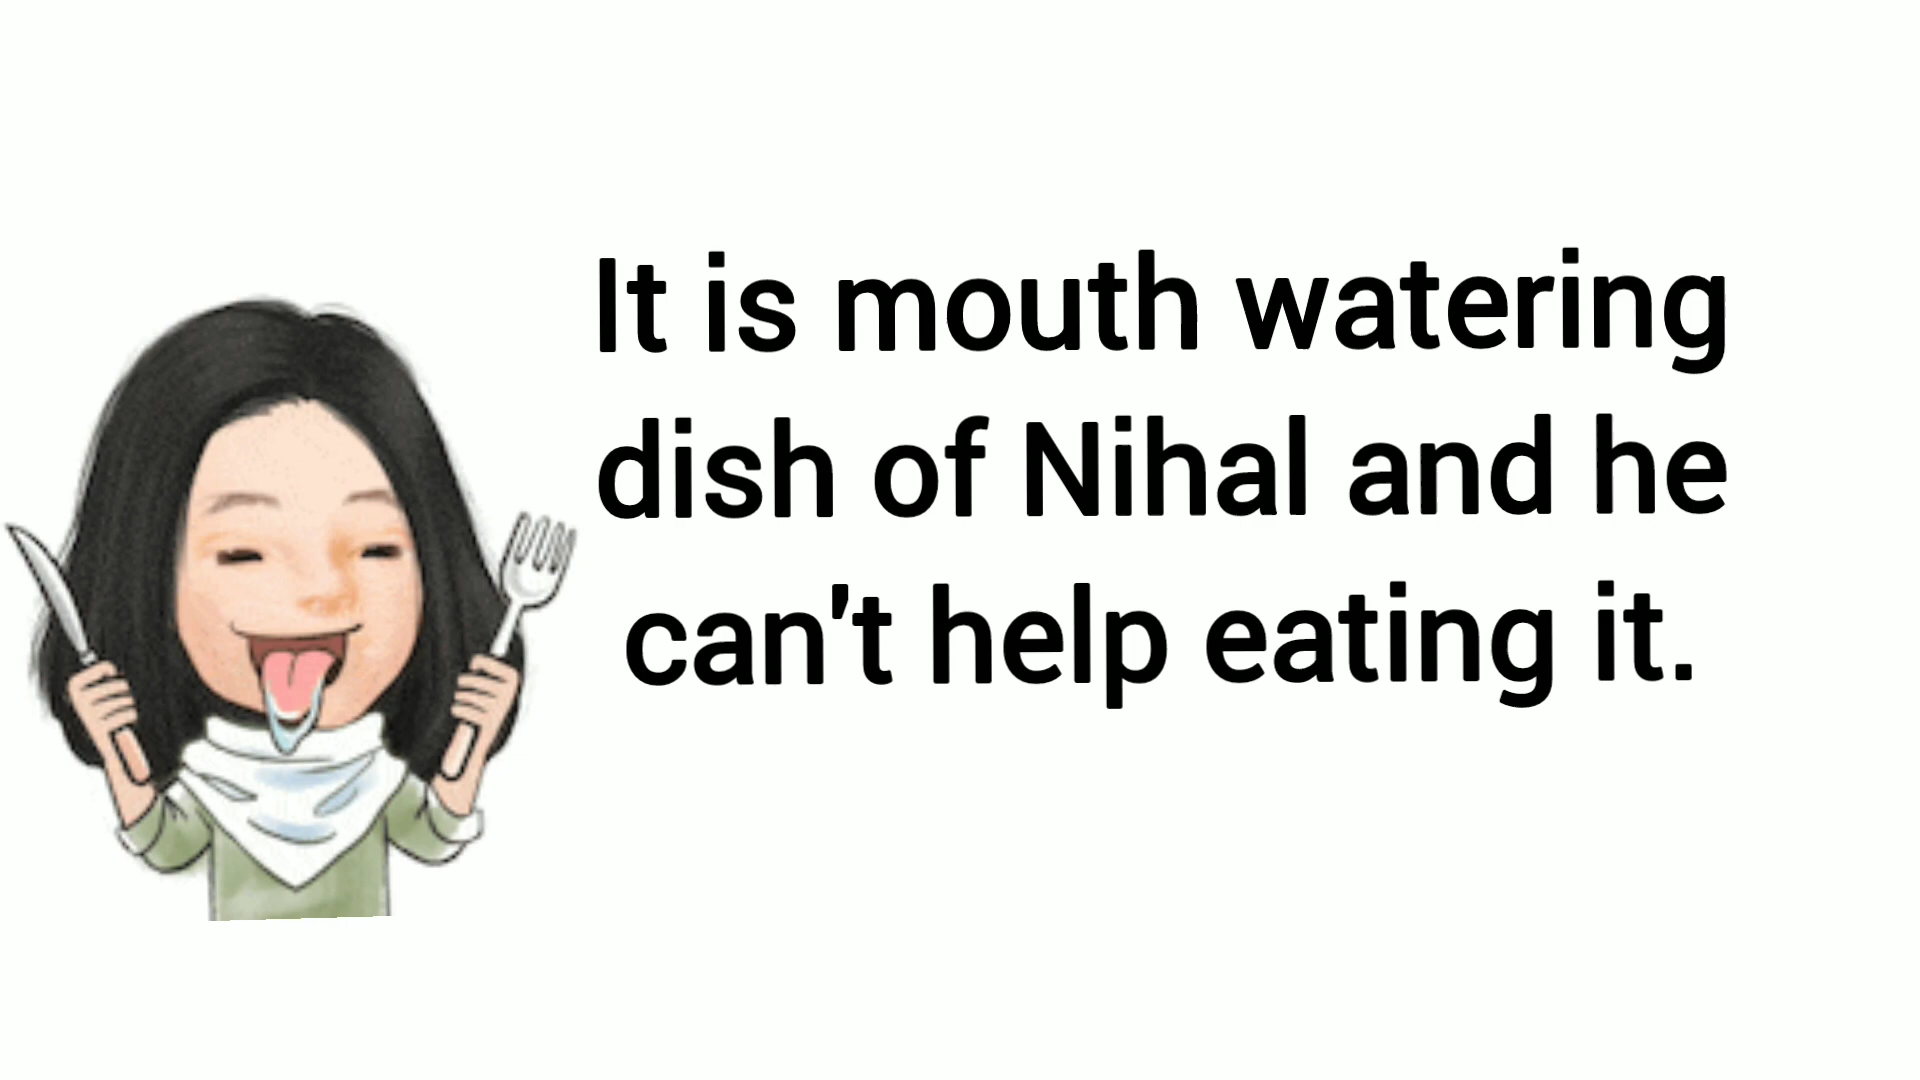 It is mouth watering
dish of Nihal and he
can't help eating it.